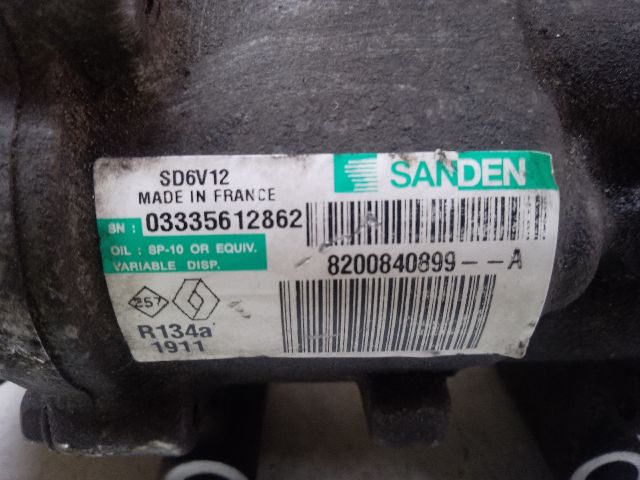 SD6V12
MADE IN FRANCE
SANDEN
SN : 03335612862
OIL : SP-10 OR EQUIV.
VARIABLE DISP.
8200840899--A
257
R134a
1911